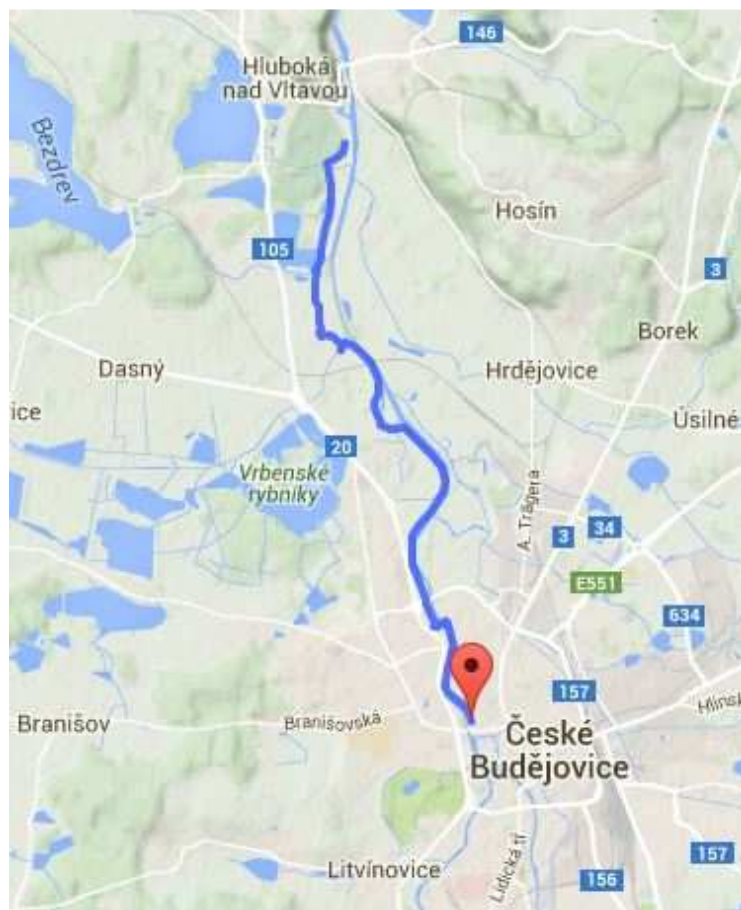 146
Hluboká
nad Vltavou
Bezdrev
Hosín
105
3
Borek
Dasný
Hrdějovice
ice
Úsilné
20
Vrbenské
rybníky
A. Trägera
3
34
E551
634
157
Hlinsk
Branišov
Branišovská
České
Budějovice
Litvínovice
Lidická tř
157
156